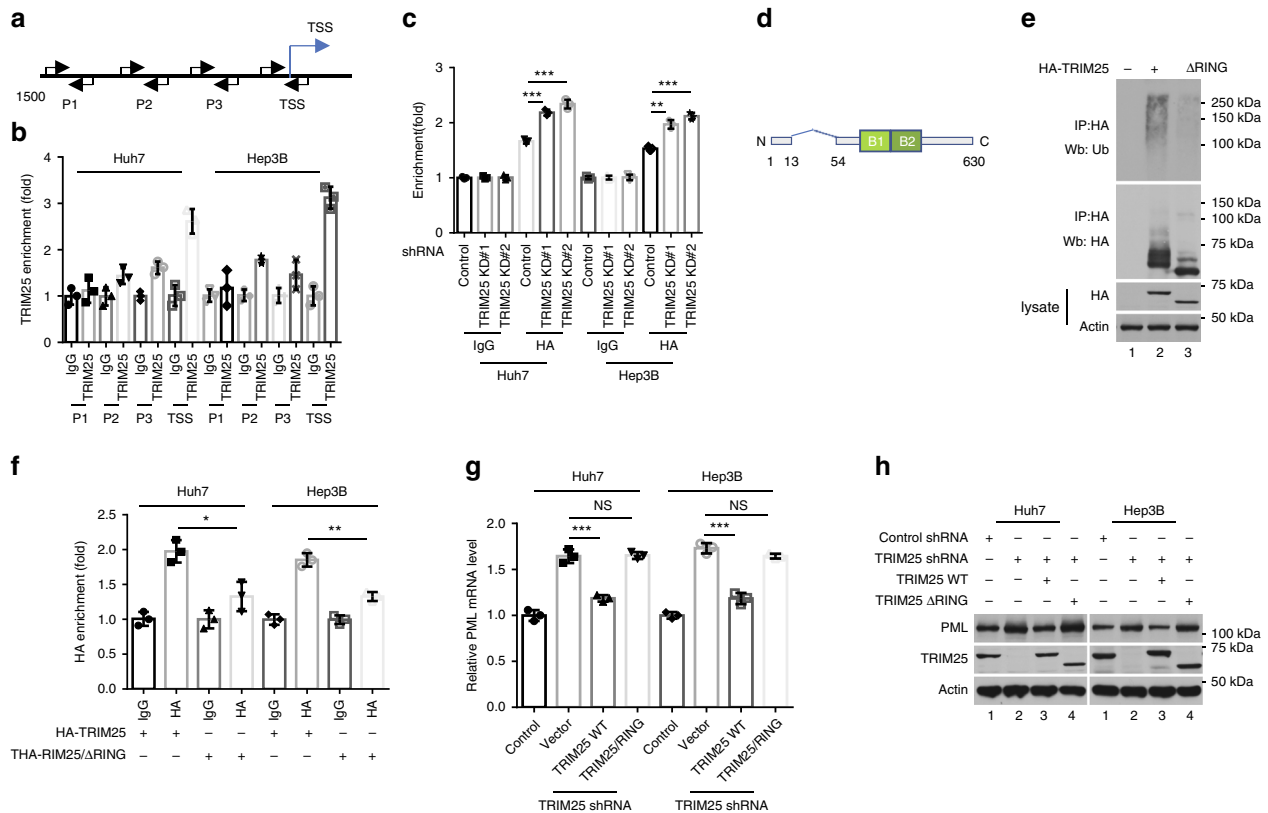 a
TSS
1500
P1 P2 P3 TSS
b
Huh7 Hep3B
TRIM25 enrichment (fold)
4
3
2
1
0
IgG TRIM25 IgG TRIM25 IgG TRIM25 IgG TRIM25 IgG TRIM25 IgG TRIM25 IgG TRIM25 IgG TRIM25
P1 P2 P3 TSS P1 P2 P3 TSS
c
Enrichment(fold)
3
2
1
0
*** *** ** ***
shRNA
Control TRIM25 KD#1 TRIM25 KD#2 Control TRIM25 KD#1 TRIM25 KD#2 Control TRIM25 KD#1 TRIM25 KD#2 Control TRIM25 KD#1 TRIM25 KD#2
IgG HA IgG HA
Huh7 Hep3B
d
N B1 B2 C
1 13 54 630
e
HA-TRIM25 – + ΔRING
IP:HA
Wb: Ub
250 kDa
150 kDa
100 kDa
IP:HA
Wb: HA
150 kDa
100 kDa
75 kDa
lysate
HA
75 kDa
Actin
50 kDa
1 2 3
f
Huh7 Hep3B
HA enrichment (fold)
2.5
2.0
1.5
1.0
0.5
0.0
* **
IgG HA IgG HA IgG HA IgG HA
HA-TRIM25 + + – – + + – –
THA-RIM25/ΔRING – – + + – – + +
g
Huh7 Hep3B
NS NS
*** ***
Relative PML mRNA level
2.0
1.5
1.0
0.5
0.0
Control Vector TRIM25 WT TRIM25/RING Control Vector TRIM25 WT TRIM25/RING
TRIM25 shRNA TRIM25 shRNA
h
Huh7 Hep3B
Control shRNA + – – – + – – –
TRIM25 shRNA – + + + – + + +
TRIM25 WT – – + – – – + –
TRIM25 ΔRING – – – + – – – +
PML
100 kDa
TRIM25
75 kDa
Actin
50 kDa
1 2 3 4 1 2 3 4